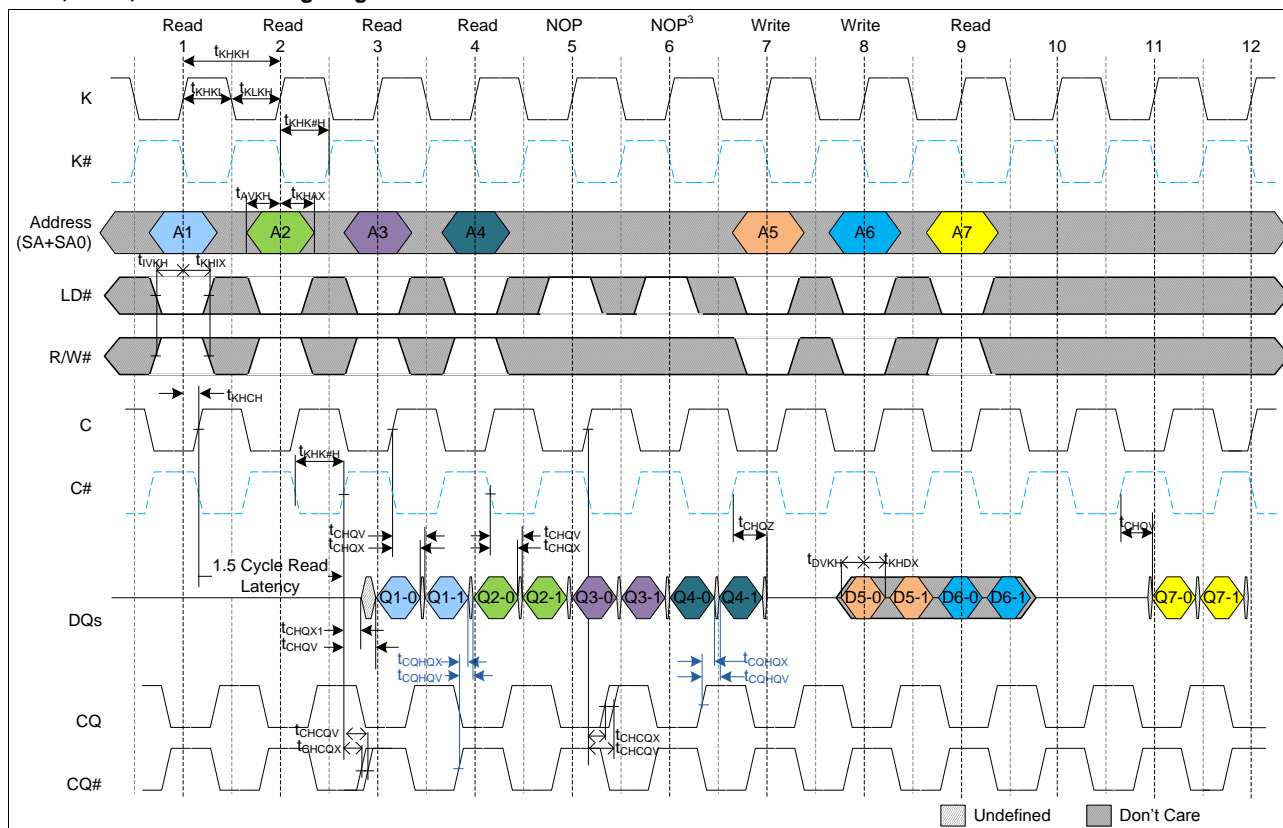 Read Read Read Read NOP NOP3 Write Write Read
1 2 3 4 5 6 7 8 9 10 11 12
tKHKH
K
tKHKL tKLKH
tKHK#H
K#
tAVKH tKHAX
Address
(SA+SA0)
A1 A2 A3 A4 A5 A6 A7
tIVKH tKHIX
LD#
R/W#
tKHCH
C
tKHK#H
C#
tCHQV tCHQV tCHQZ tCHQV
tCHQX tCHQX
tDVKH tKHDX
1.5 Cycle Read
Latency
Q1-0 Q1-1 Q2-0 Q2-1 Q3-0 Q3-1 Q4-0 Q4-1 D5-0 D5-1 D6-0 D6-1 Q7-0 Q7-1
DQs
tCHQX1
tCHQV
tCQHQX tCQHQX
tCQHQV tCQHQV
CQ
tCHCQV tCHCQX
tCHCQX tCHCQV
CQ#
Undefined Don't Care